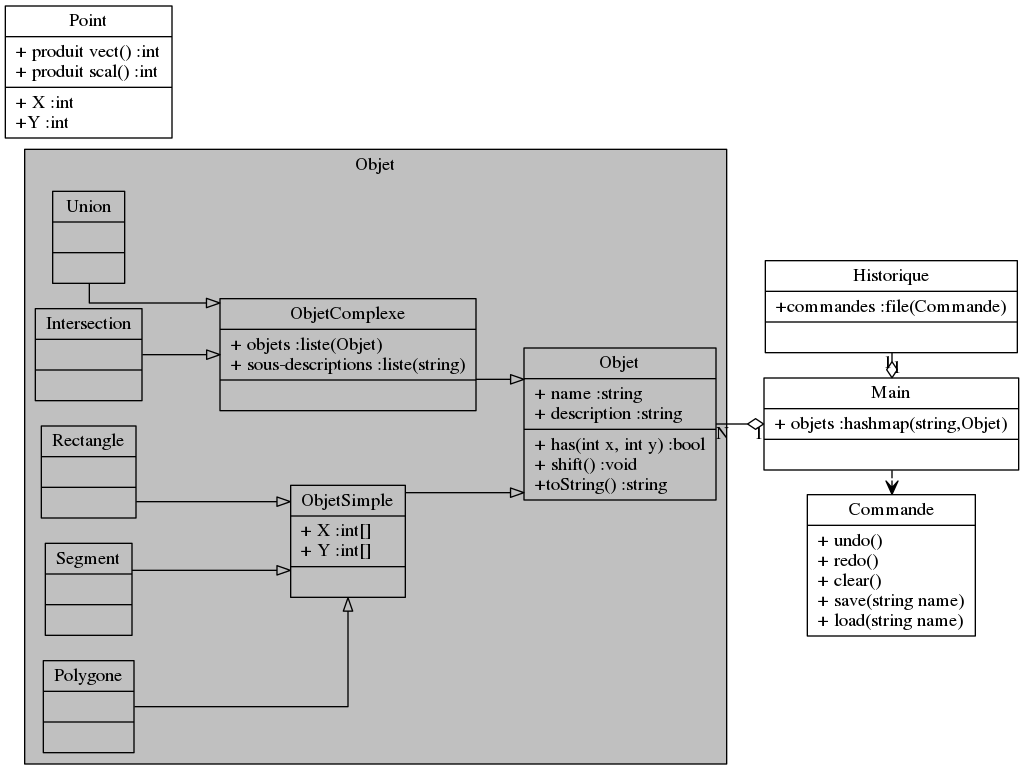 Point
+ produit vect() :int
+ produit scal() :int
+ X :int
+Y :int
Objet
Union
Intersection
ObjetComplexe
+ objets :liste(Objet)
+ sous-descriptions :liste(string)
Rectangle
Segment
Polygone
ObjetSimple
+ X :int[]
+ Y :int[]
Objet
+ name :string
+ description :string
+ has(int x, int y) :bool
+ shift() :void
+toString() :string
N
1
Historique
+commandes :file(Commande)
1
1
Main
+ objets :hashmap(string,Objet)
Commande
+ undo()
+ redo()
+ clear()
+ save(string name)
+ load(string name)